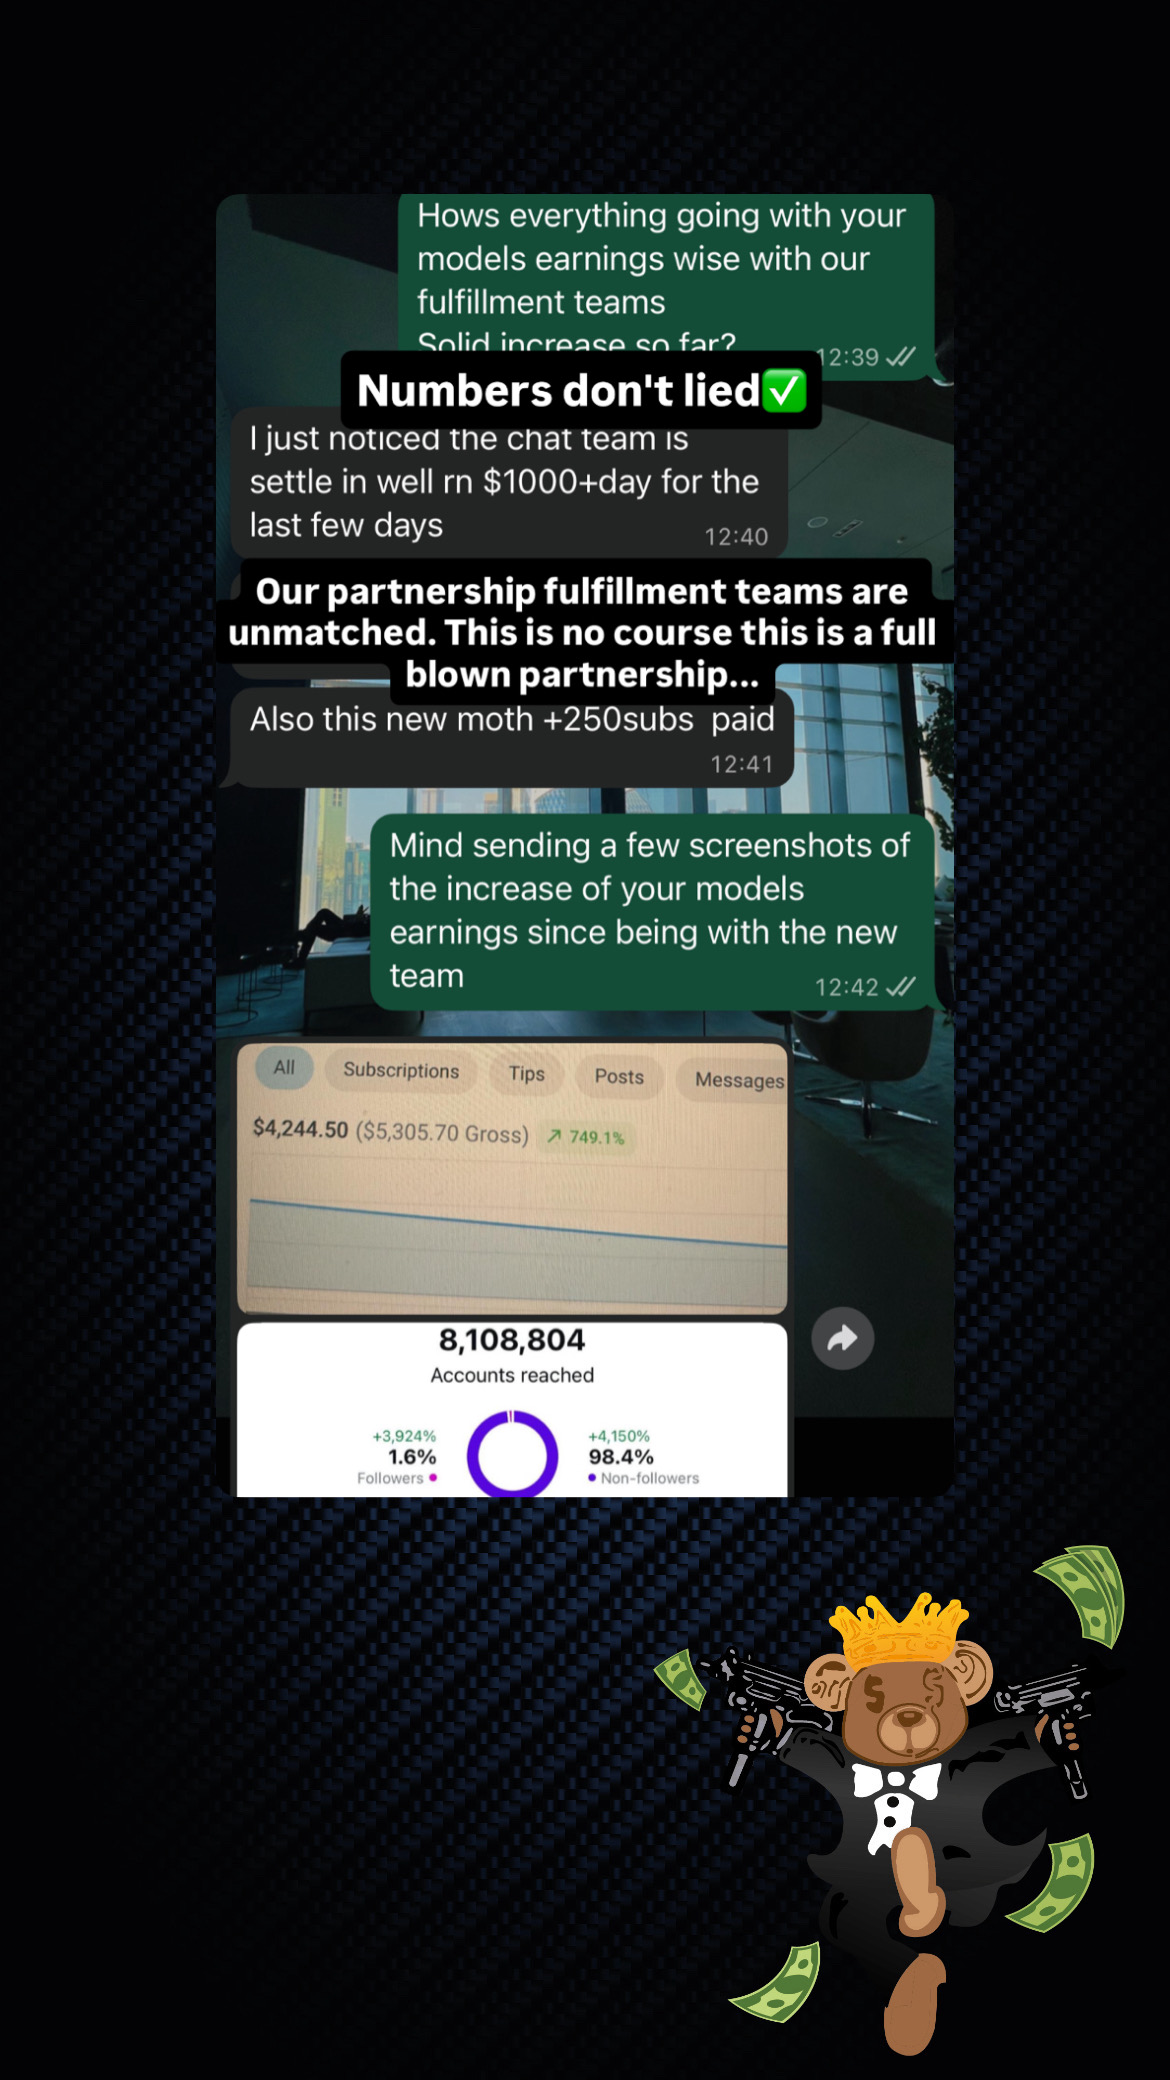 Hows everything going with your
models earnings wise with our
fulfillment teams
Solid increase so far?
12:39
Numbers don't lied✅
I just noticed the chat team is
settle in well rn $1000+day for the
last few days
12:40
Our partnership fulfillment teams are
unmatched. This is no course this is a full
blown partnership...
Also this new moth +250subs paid
12:41
Mind sending a few screenshots of
the increase of your models
earnings since being with the new
team
12:42
All Subscriptions Tips Posts Messages
$4,244.50 ($5,305.70 Gross) 749.1%
8,108,804
Accounts reached
+3,924% +4,150%
1.6% 98.4%
Followers Non-followers
$